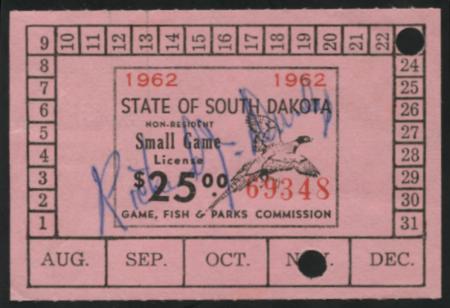 9 10 11 12 13 14 15 16 17 18 19 20 21 22
8 24
7 25
6 26
5 27
4 28
3 29
2 30
1 31
1962 1962
STATE OF SOUTH DAKOTA
NON-RESIDENT
Small Game
License
$25.00 69348
GAME, FISH & PARKS COMMISSION
AUG. SEP. OCT. DEC.